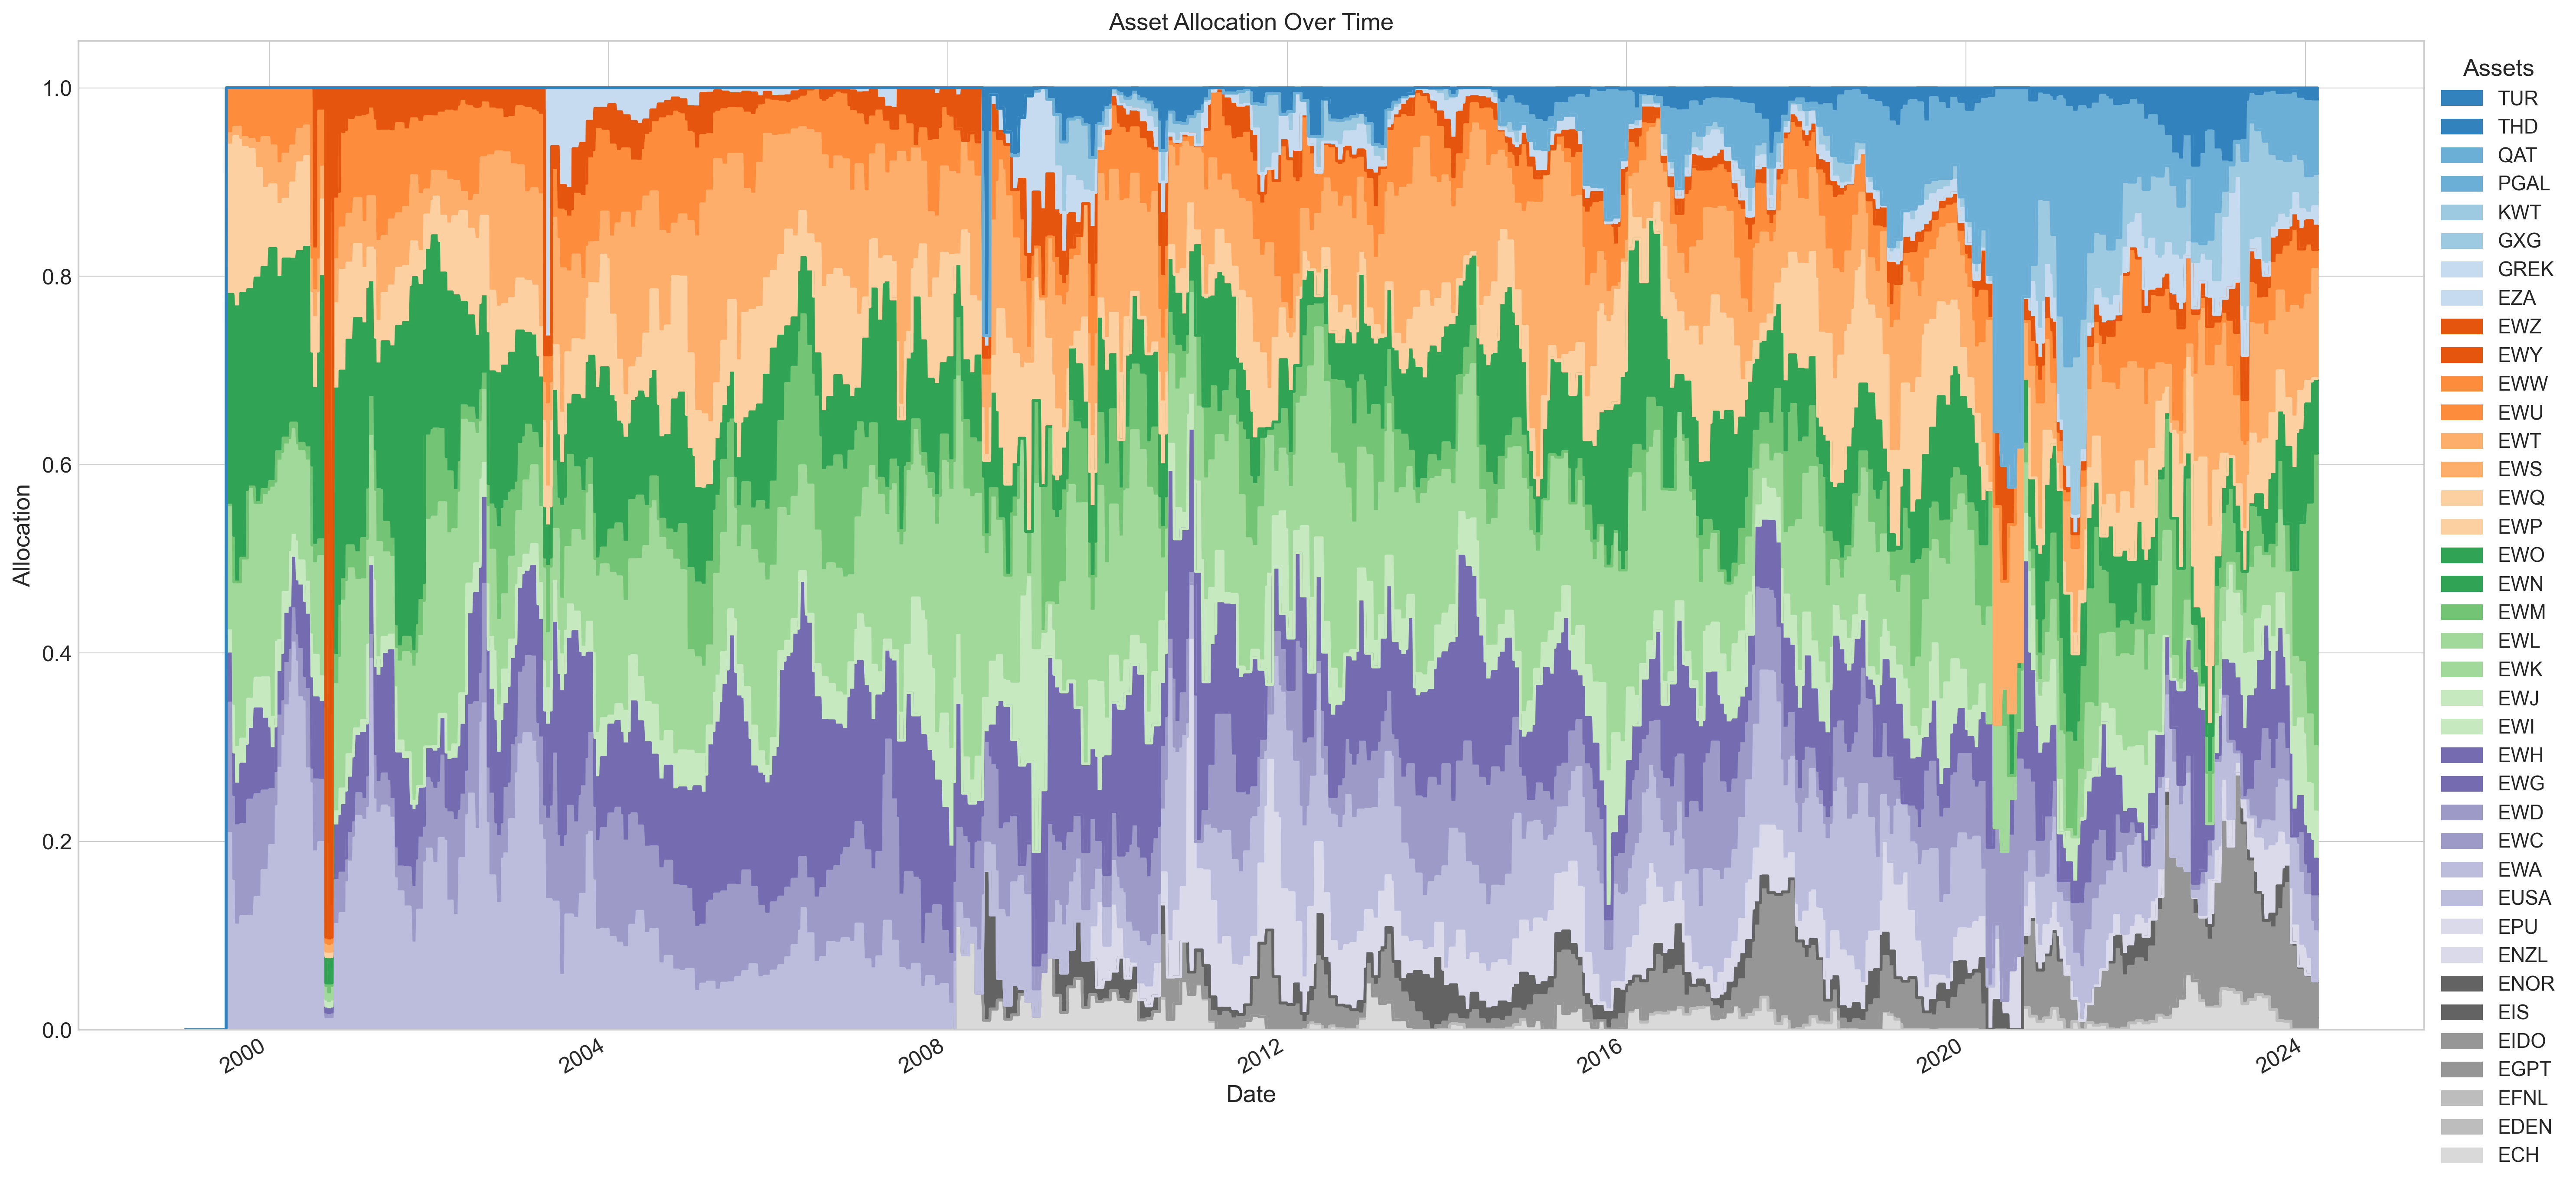 Asset Allocation Over Time
Allocation
1.0
0.8
0.6
0.4
0.2
0.0
2000
2004
2008
2012
2016
2020
2024
Date
Assets
TUR
THD
QAT
PGAL
KWT
GXG
GREK
EZA
EWZ
EWY
EWW
EWU
EWT
EWS
EWQ
EWP
EWO
EWN
EWM
EWL
EWK
EWJ
EWI
EWH
EWG
EWD
EWC
EWA
EUSA
EPU
ENZL
ENOR
EIS
EIDO
EGPT
EFNL
EDEN
ECH